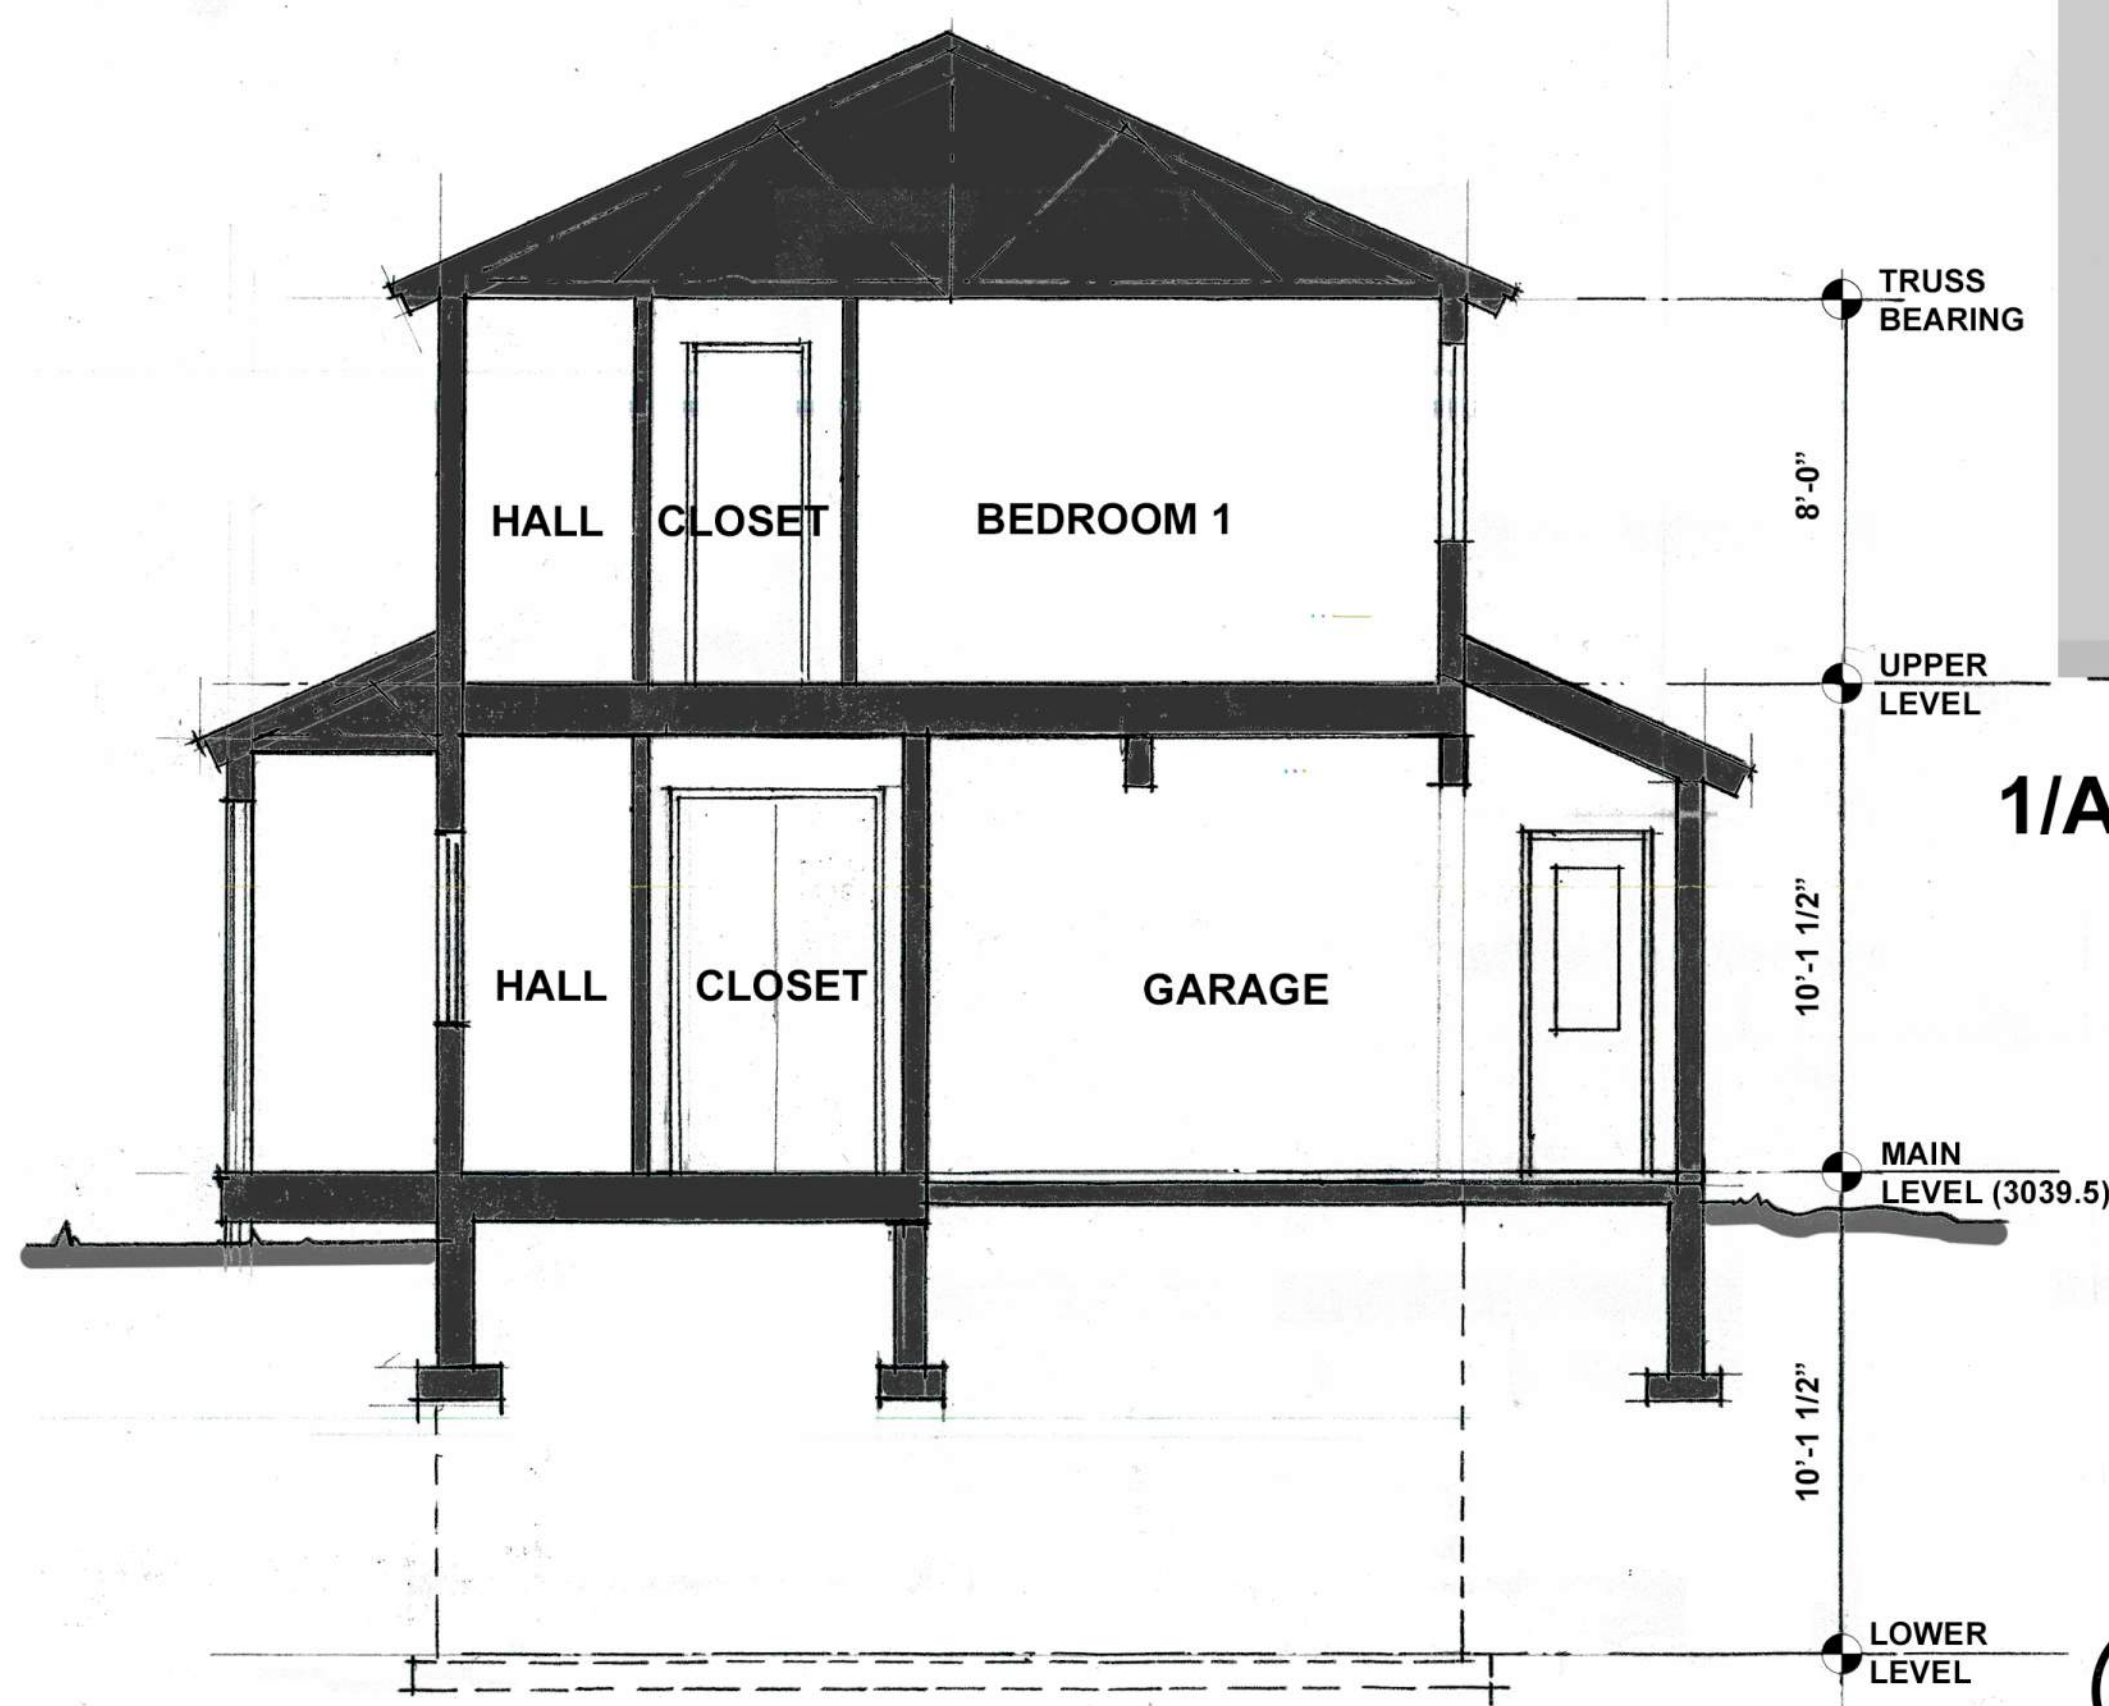 TRUSS
BEARING
8’-0”
HALL
CLOSET
BEDROOM 1
UPPER
LEVEL
1/A
10’-1 1/2”
HALL
CLOSET
GARAGE
MAIN
LEVEL (3039.5)
10’-1 1/2”
LOWER
LEVEL